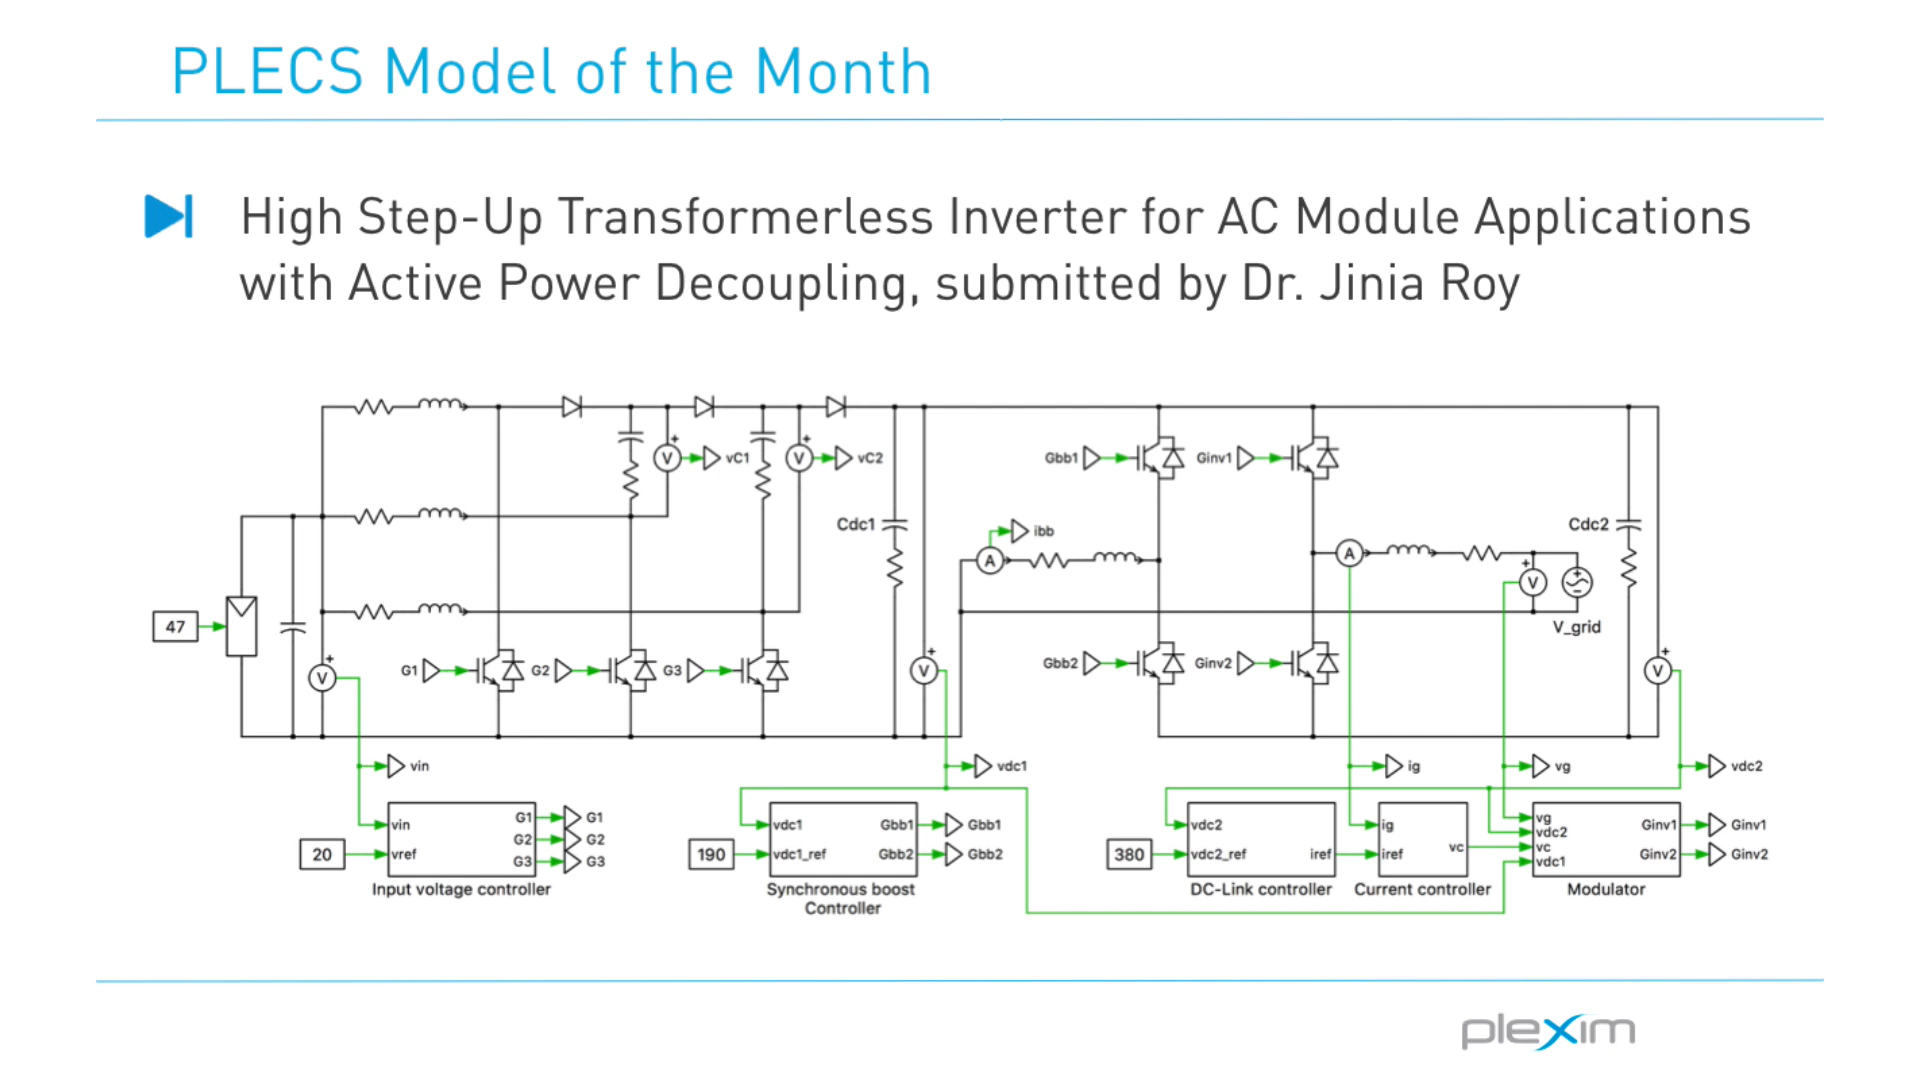 PLECS Model of the Month
High Step-Up Transformerless Inverter for AC Module Applications
with Active Power Decoupling, submitted by Dr. Jinia Roy
V vC1 V vC2
Gbb1 Ginv1
Cdc1 Cdc2
ibb
A A
V
47
V_grid
G1 G2 G3
V V Gbb2 Ginv2 V
vin vdc1 ig vg vdc2
vin G1 G1
G2 G2
20 vref G3 G3
Input voltage controller
vdc1 Gbb1 Gbb1
190 vdc1_ref Gbb2 Gbb2
Synchronous boost
Controller
vdc2
380 vdc2_ref iref
DC-Link controller
ig
iref vc
Current controller
vg
vdc2
vc
vdc1
Ginv1 Ginv1
Ginv2 Ginv2
Modulator
plexim